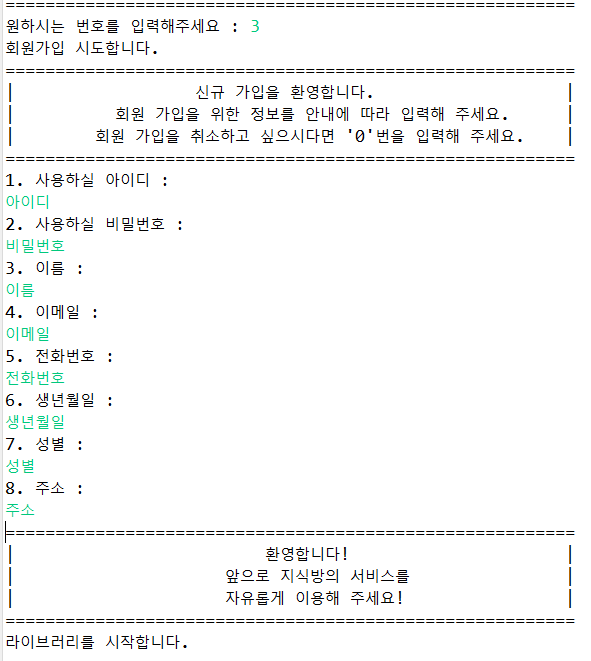 =========================================================
원하시는 번호를 입력해주세요 : 3
회원가입 시도합니다.
=========================================================
|                  신규 가입을 환영합니다.                   |
|          회원 가입을 위한 정보를 안내에 따라 입력해 주세요.      |
|        회원 가입을 취소하고 싶으시다면 '0'번을 입력해 주세요.    |
=========================================================
1. 사용하실 아이디 :
아이디
2. 사용하실 비밀번호 :
비밀번호
3. 이름 :
이름
4. 이메일 :
이메일
5. 전화번호 :
전화번호
6. 생년월일 :
생년월일
7. 성별 :
성별
8. 주소 :
주소
=========================================================
|                         환영합니다!                      |
|                     앞으로 지식방의 서비스를                |
|                     자유롭게 이용해 주세요!                |
=========================================================
라이브러리를 시작합니다.